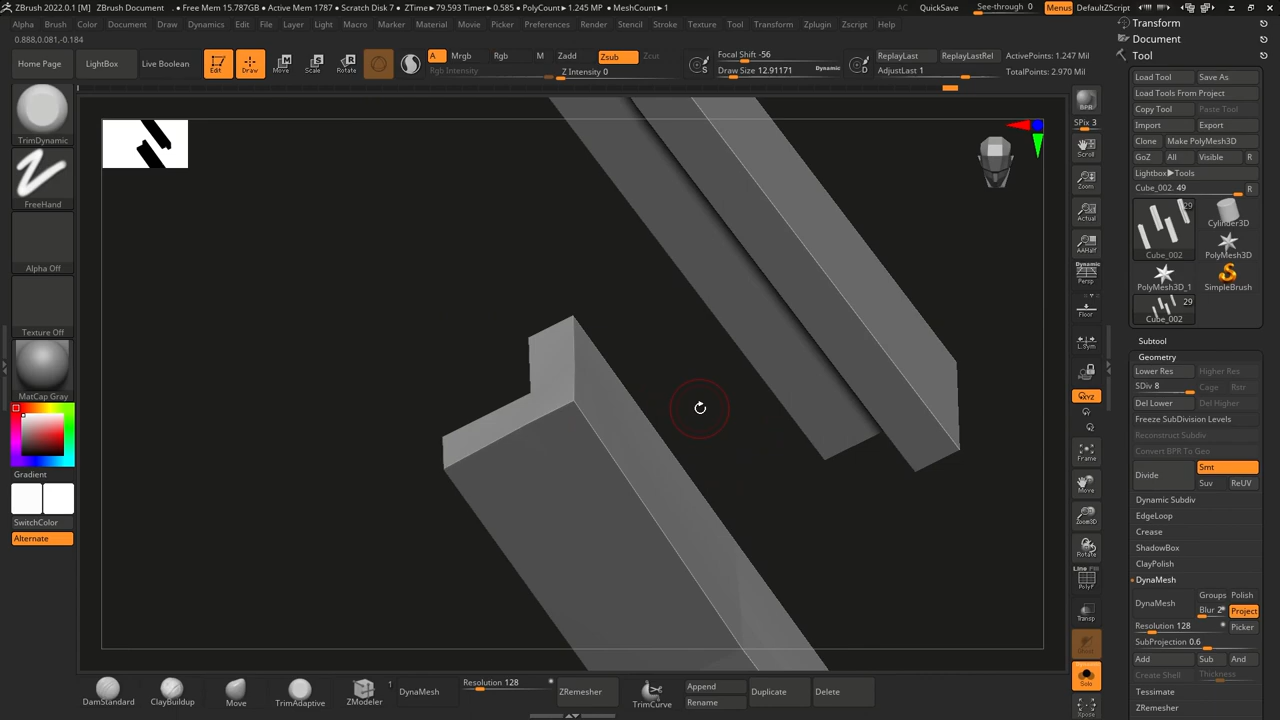 ZBrush 2022.0.1 [M] ZBrush Document . • Free Mem 15.787GB • Active Mem 1787 • Scratch Disk 7 • ZTime▸79.593 Timer▸0.585 • PolyCount▸1.245 MP • MeshCount▸1 AC QuickSave See-through 0 Menus DefaultZScript
Alpha Brush Color Document Draw Dynamics Edit File Layer Light Macro Marker Material Movie Picker Preferences Render Stencil Stroke Texture Tool Transform Zplugin Zscript Help
0.888,0.081,-0.184
Home Page LightBox Live Boolean
Edit Draw Move Scale Rotate
A Mrgb Rgb M Zadd Zsub Zcut
Rgb Intensity Z Intensity 0
Focal Shift -56
Draw Size 12.91171 Dynamic
S
D
ReplayLast ReplayLastRel
AdjustLast 1
ActivePoints: 1.247 Mil
TotalPoints: 2.970 Mil
TrimDynamic
FreeHand
Alpha Off
Texture Off
MatCap Gray
Gradient
SwitchColor
Alternate
BPR
SPix 3
Scroll
Zoom
Actual
AAHalf
Dynamic
Persp
Floor
L.Sym
XYZ
Frame
Move
Zoom3D
Rotate
Line Fill
PolyF
Transp
Ghost
Dynamic
Solo
Xpose
Transform
Document
Tool
Load Tool Save As
Load Tools From Project
Copy Tool Paste Tool
Import Export
Clone Make PolyMesh3D
GoZ All Visible R
Lightbox▸Tools
Cube_002. 49 R
29
Cube_002 Cylinder3D
PolyMesh3D
PolyMesh3D_1 SimpleBrush
29
Cube_002
Subtool
Geometry
Lower Res Higher Res
SDiv 8 Cage Rstr
Del Lower Del Higher
Freeze SubDivision Levels
Reconstruct Subdiv
Convert BPR To Geo
Divide Smt
Suv ReUV
Dynamic Subdiv
EdgeLoop
Crease
ShadowBox
ClayPolish
DynaMesh
DynaMesh Groups Polish
Blur 2 Project
Resolution 128 Picker
SubProjection 0.6
Add Sub And
Create Shell Thickness
Tessimate
ZRemesher
DamStandard ClayBuildup Move TrimAdaptive ZModeler 1 DynaMesh Resolution 128 ZRemesher TrimCurve Append Duplicate Delete
Rename